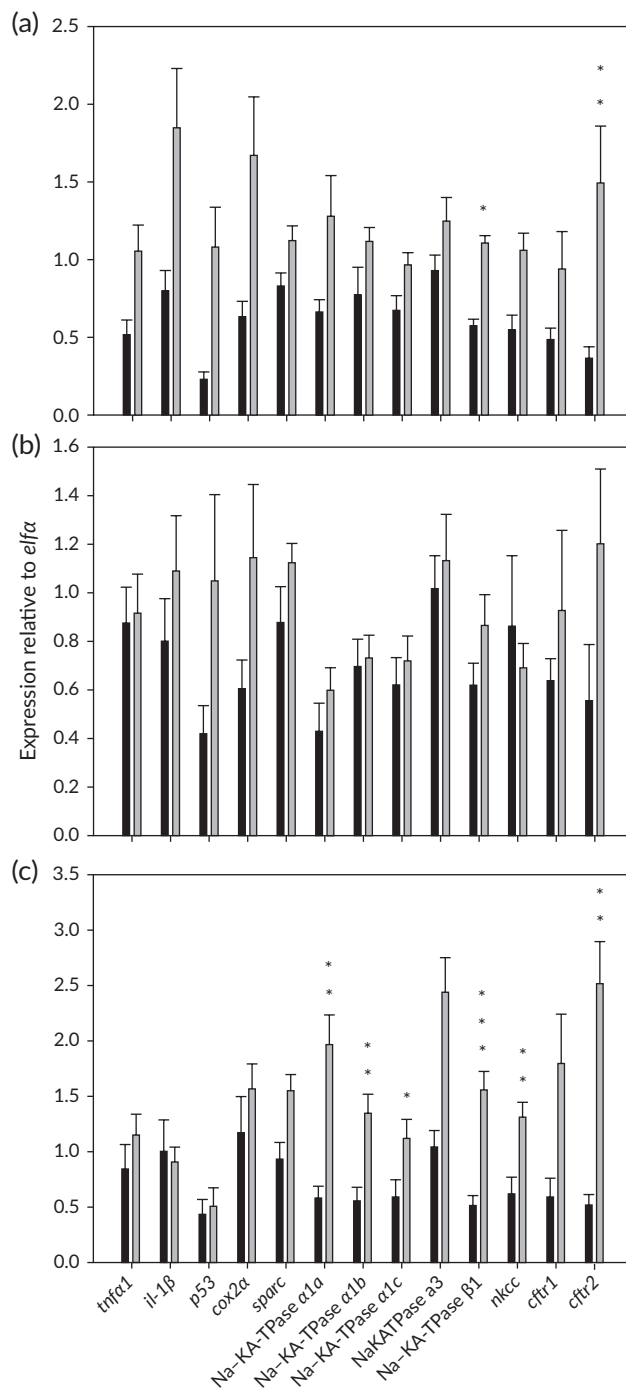 (a)
2.5
2.0
1.5
1.0
0.5
0.0
*
*
*
(b)
1.6
1.4
1.2
1.0
0.8
0.6
0.4
0.2
0.0
Expression relative to elfα
(c)
3.5
3.0
2.5
2.0
1.5
1.0
0.5
0.0
*
*
*
*
*
*
*
*
*
*
*
*
tnfα1
il-1β
p53
cox2α
sparc
Na–KA-TPase α1a
Na–KA-TPase α1b
Na–KA-TPase α1c
NaKATPase a3
Na–KA-TPase β1
nkcc
cftr1
cftr2